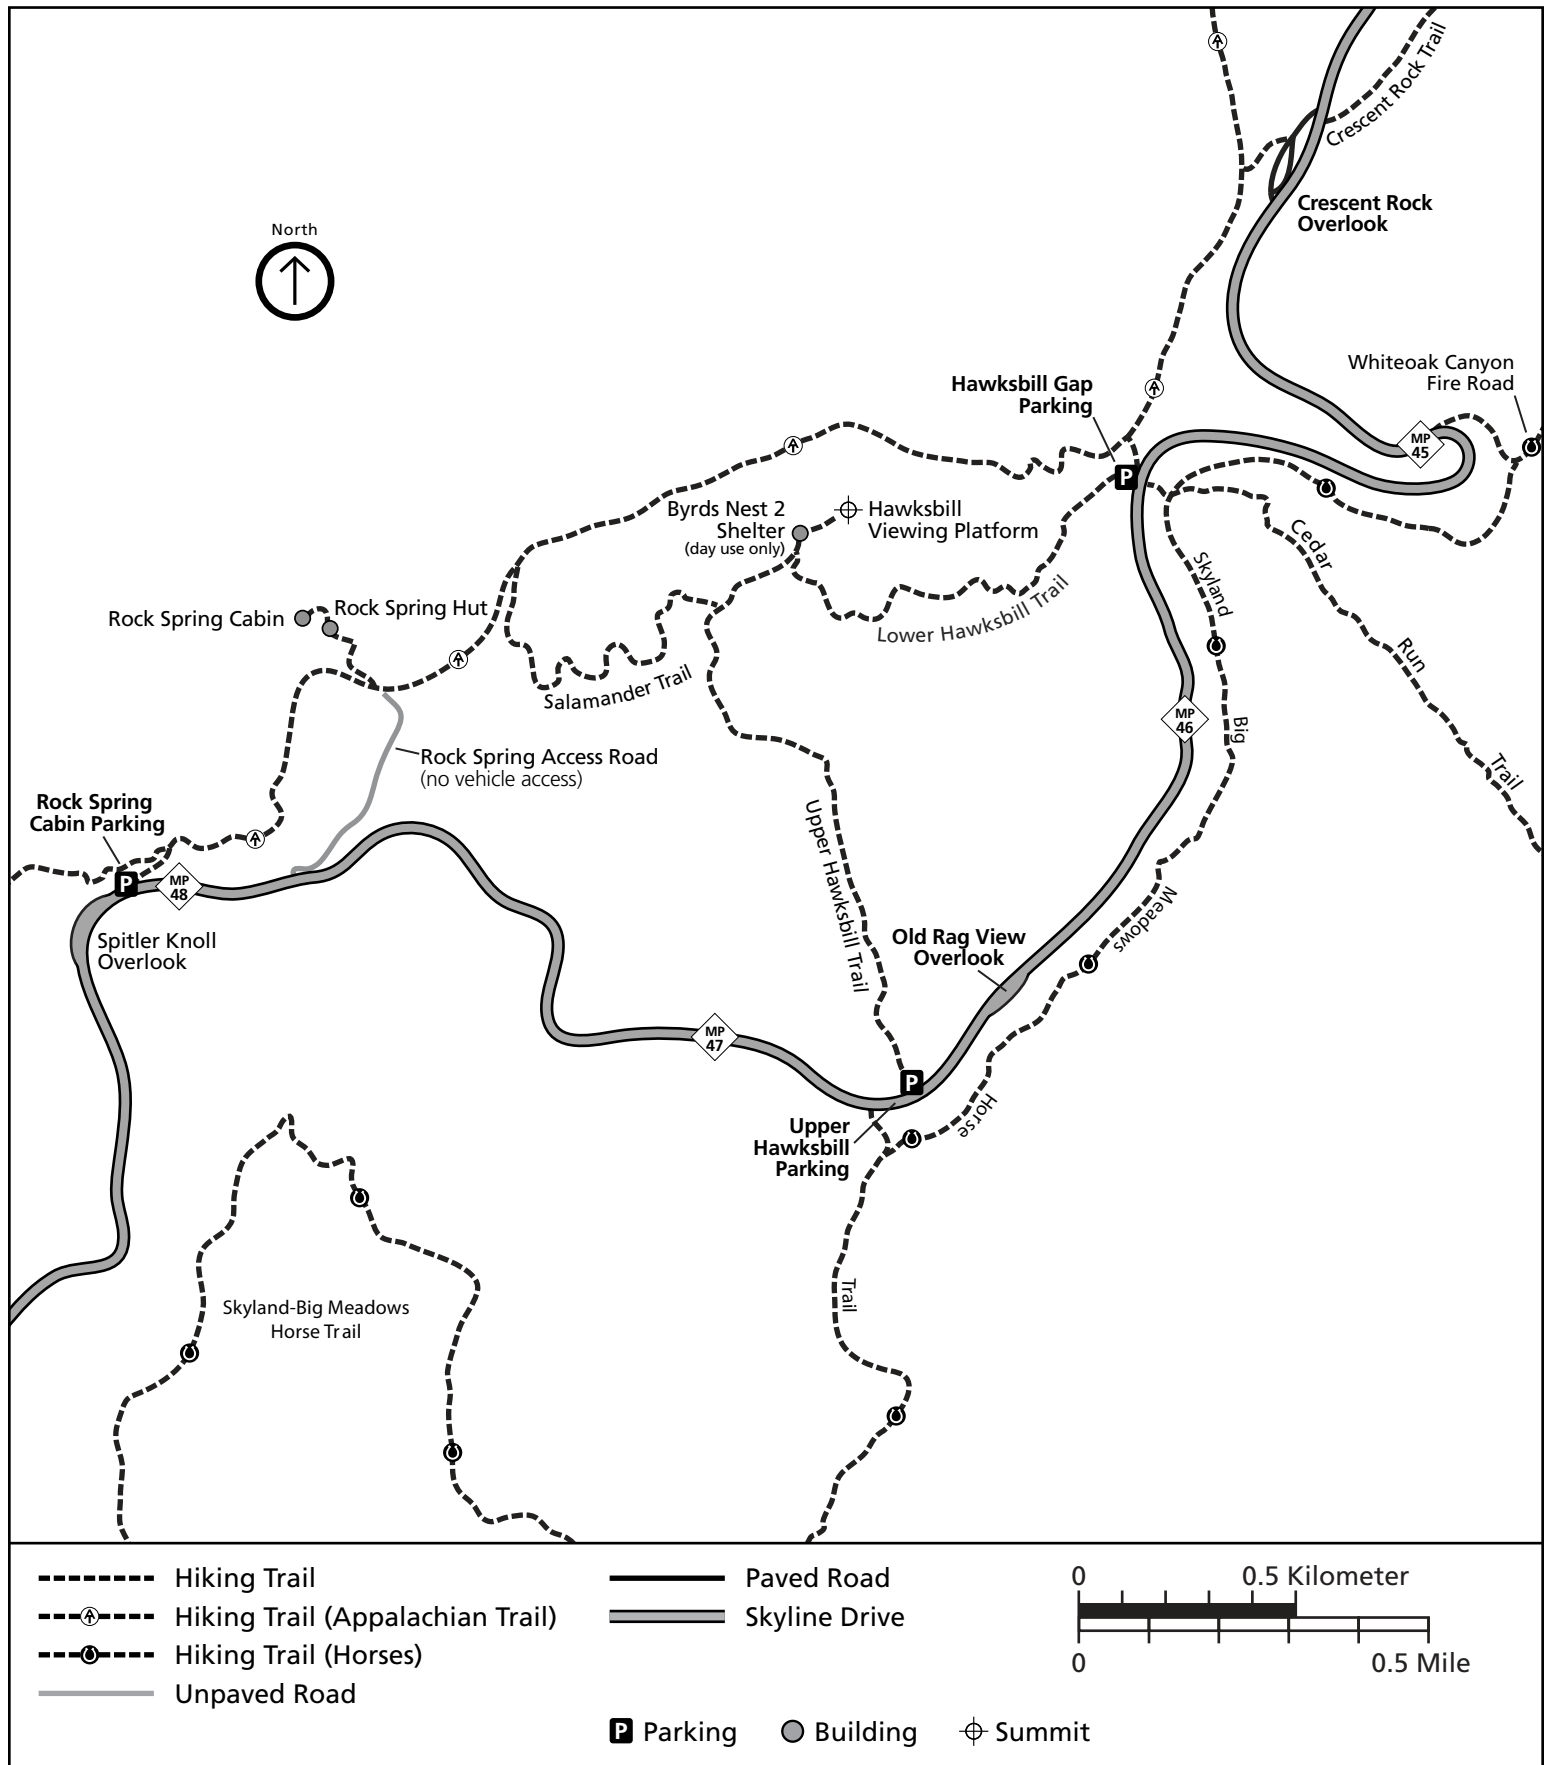 Crescent Rock Trail
Crescent Rock
Overlook
North
Whiteoak Canyon
Fire Road
Hawksbill Gap
Parking
MP
45
P
Byrds Nest 2
Shelter
(day use only)
Hawksbill
Viewing Platform
Cedar
Run
Trail
Skyland
Big
Meadows
Horse
Trail
Lower Hawksbill Trail
Rock Spring Cabin
Rock Spring Hut
Salamander Trail
MP
46
Rock Spring Access Road
(no vehicle access)
Rock Spring
Cabin Parking
Upper Hawksbill Trail
P
MP
48
Spitler Knoll
Overlook
Old Rag View
Overlook
MP
47
P
Upper
Hawksbill
Parking
Skyland-Big Meadows
Horse Trail
Hiking Trail
Hiking Trail (Appalachian Trail)
Hiking Trail (Horses)
Unpaved Road
Paved Road
Skyline Drive
0 0.5 Kilometer
0 0.5 Mile
P Parking
Building
Summit